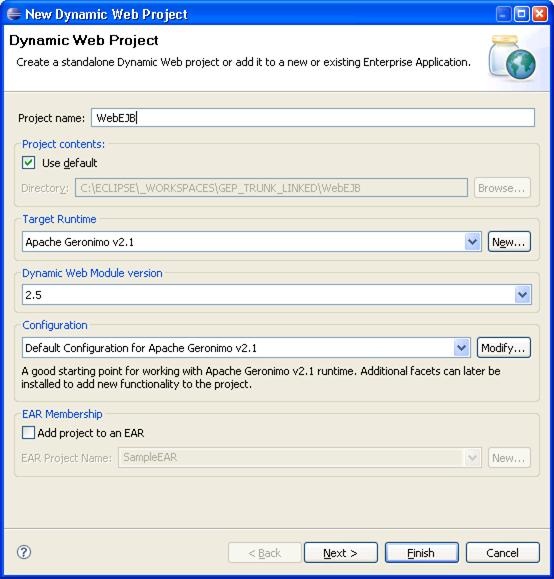 New Dynamic Web Project
Dynamic Web Project
Create a standalone Dynamic Web project or add it to a new or existing Enterprise Application.
Project name: WebEJB
Project contents:
Use default
Directory: C:\ECLIPSE\_WORKSPACES\GEP_TRUNK_LINKED\WebEJB Browse...
Target Runtime
Apache Geronimo v2.1 New...
Dynamic Web Module version
2.5
Configuration
Default Configuration for Apache Geronimo v2.1 Modify...
A good starting point for working with Apache Geronimo v2.1 runtime. Additional facets can later be
installed to add new functionality to the project.
EAR Membership
Add project to an EAR
EAR Project Name: SampleEAR New...
? < Back Next > Finish Cancel